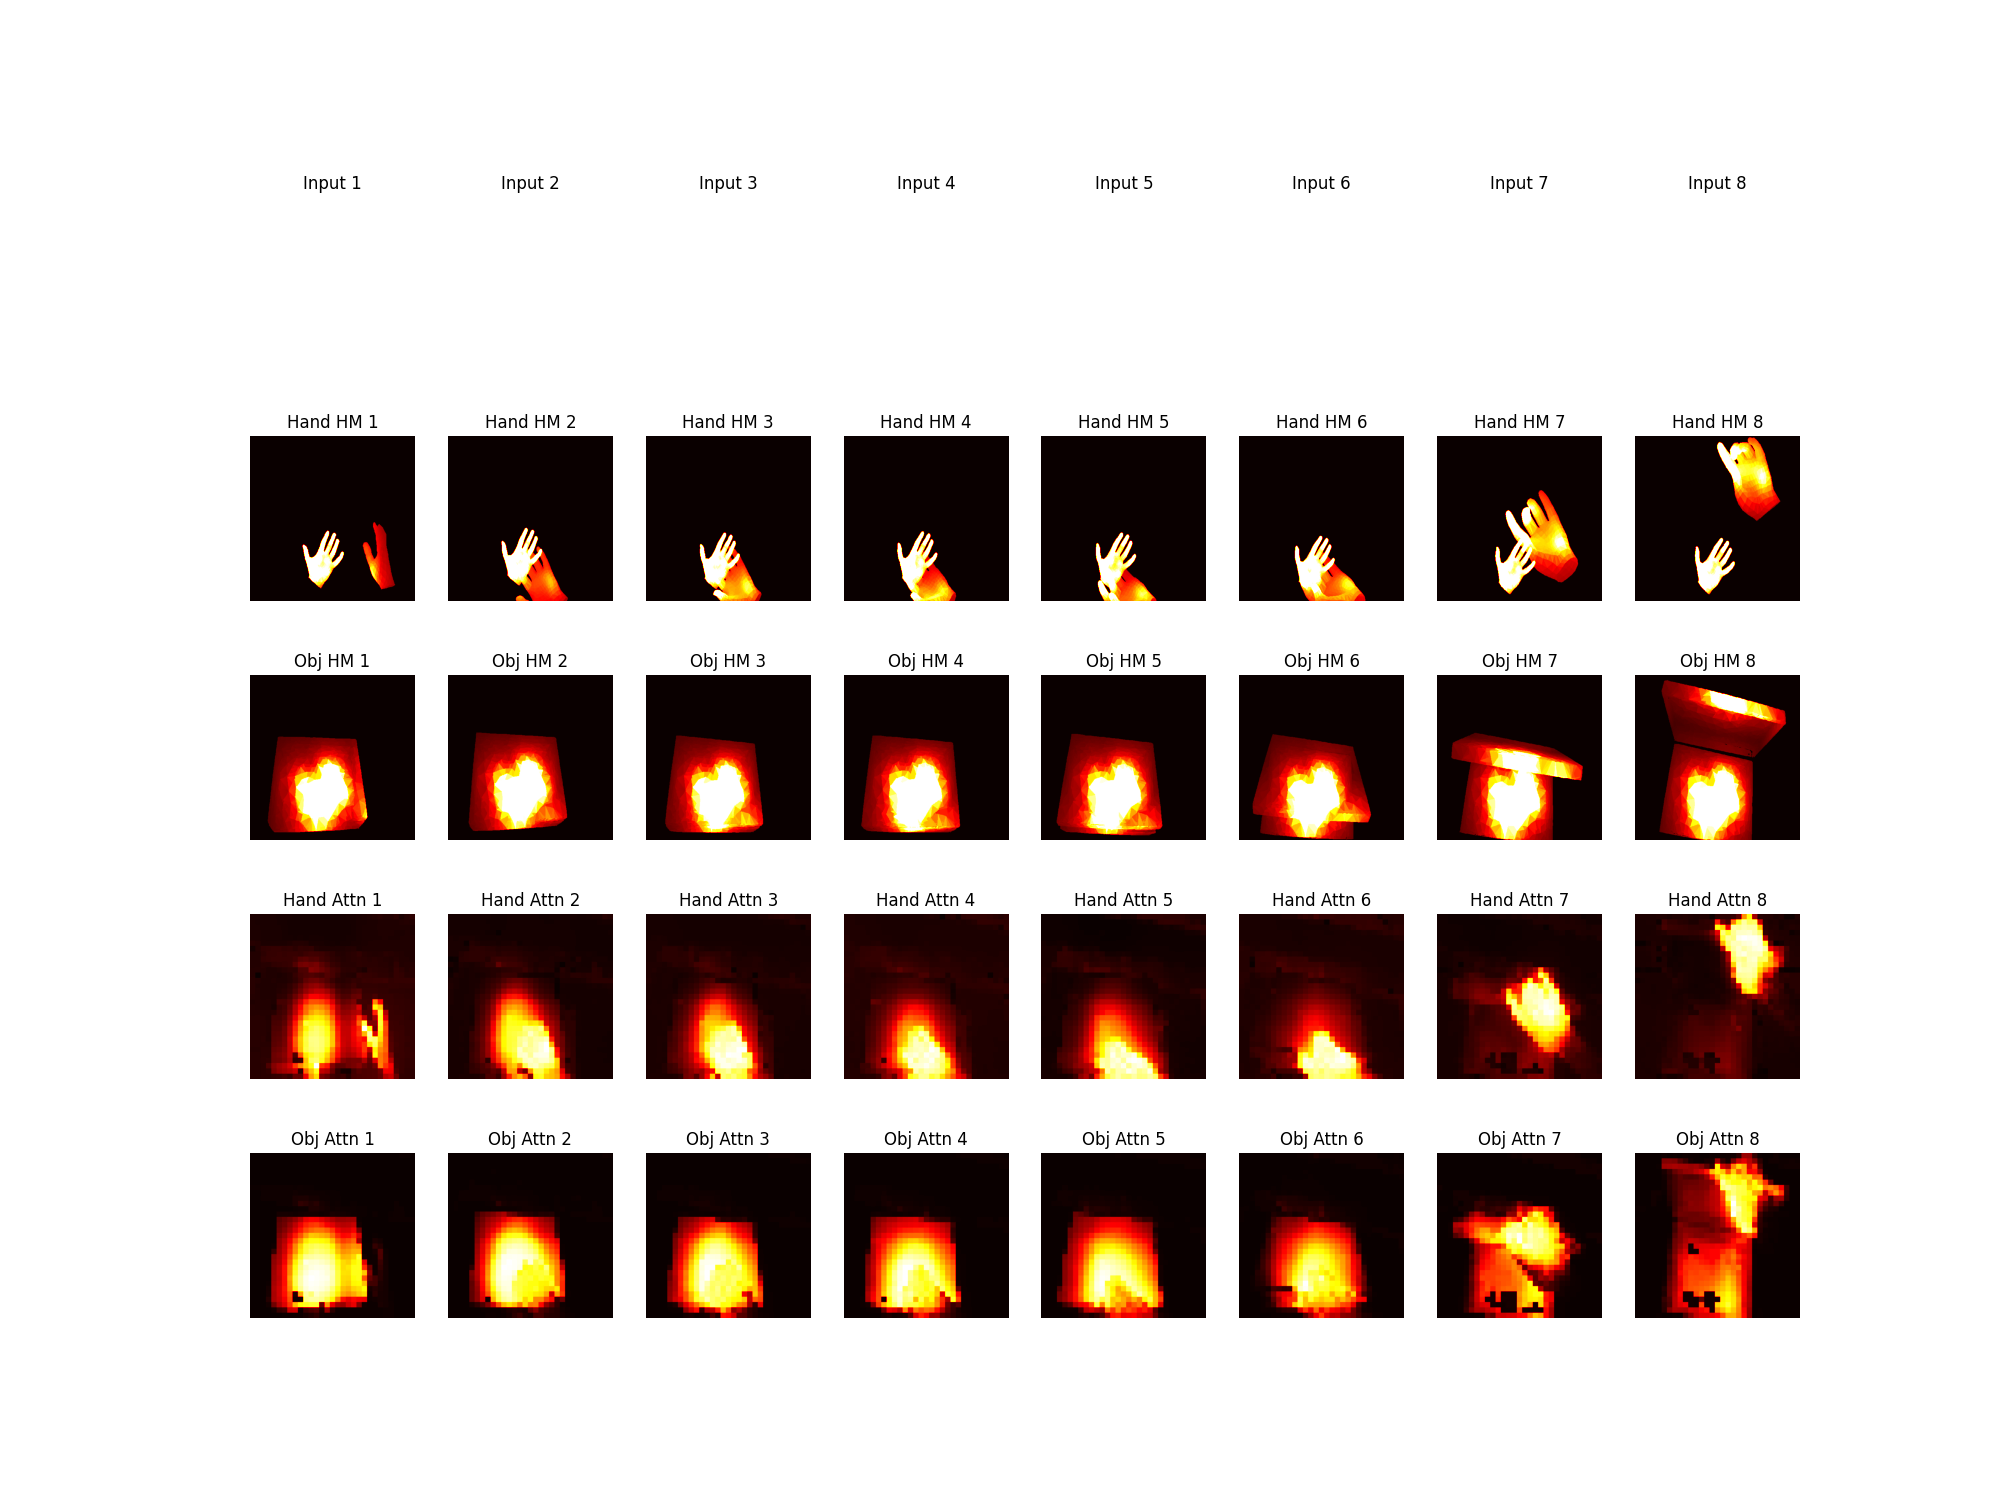 Input 1 Input 2 Input 3 Input 4 Input 5 Input 6 Input 7 Input 8
Hand HM 1 Hand HM 2 Hand HM 3 Hand HM 4 Hand HM 5 Hand HM 6 Hand HM 7 Hand HM 8
Obj HM 1 Obj HM 2 Obj HM 3 Obj HM 4 Obj HM 5 Obj HM 6 Obj HM 7 Obj HM 8
Hand Attn 1 Hand Attn 2 Hand Attn 3 Hand Attn 4 Hand Attn 5 Hand Attn 6 Hand Attn 7 Hand Attn 8
Obj Attn 1 Obj Attn 2 Obj Attn 3 Obj Attn 4 Obj Attn 5 Obj Attn 6 Obj Attn 7 Obj Attn 8